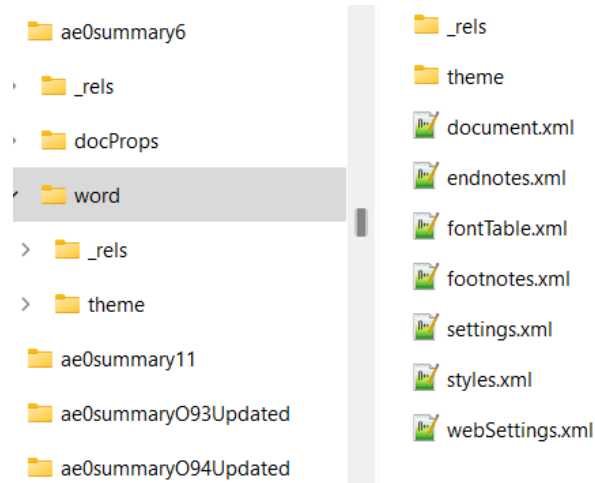 ae0summary6
_rels
docProps
word
_rels
theme
ae0summary11
ae0summaryO93Updated
ae0summaryO94Updated
_rels
theme
document.xml
endnotes.xml
fontTable.xml
footnotes.xml
settings.xml
styles.xml
webSettings.xml